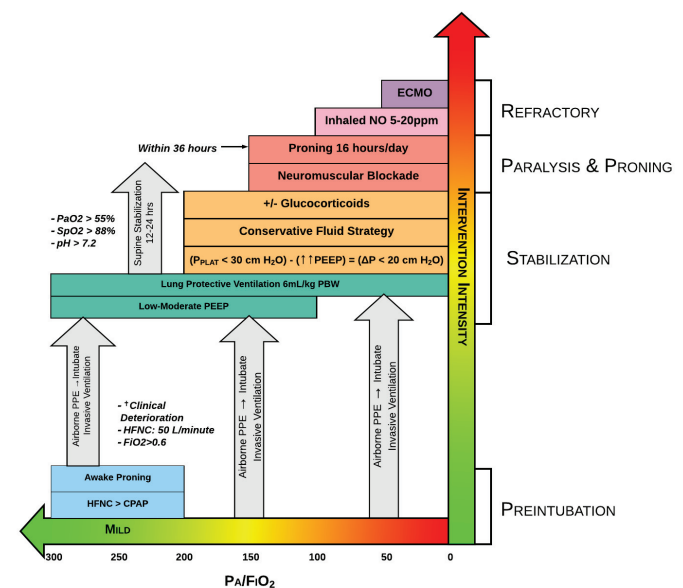 ECMO
Inhaled NO 5-20ppm
REFRACTORY
Within 36 hours
Proning 16 hours/day
Neuromuscular Blockade
PARALYSIS & PRONING
+/- Glucocorticoids
Conservative Fluid Strategy
(PPLAT < 30 cm H2O) - (↑↑PEEP) = (ΔP < 20 cm H2O)
STABILIZATION
- PaO2 > 55%
- SpO2 > 88%
- pH > 7.2
Supine Stabilization
12-24 hrs
Lung Protective Ventilation 6mL/kg PBW
Low-Moderate PEEP
INTERVENTION INTENSITY
Airborne PPE →Intubate
Invasive Ventilation
- †Clinical
Deterioration
- HFNC: 50 L/minute
- FiO2>0.6
Airborne PPE → Intubate
Invasive Ventilation
Airborne PPE → Intubate
Invasive Ventilation
Awake Proning
HFNC > CPAP
PREINTUBATION
MILD
300 250 200 150 100 50 0
PA/FIO2